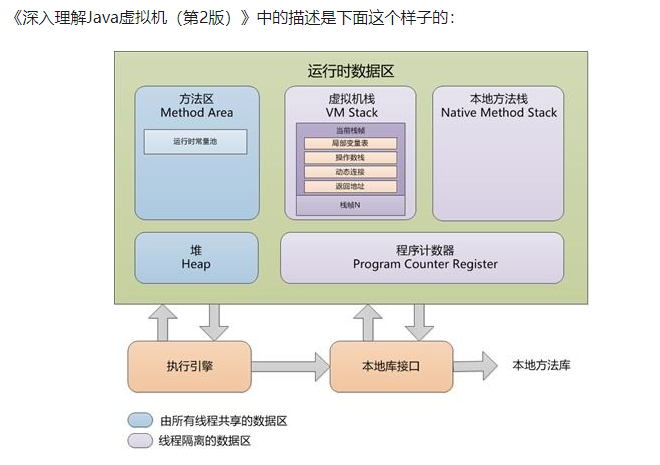 《深入理解Java虚拟机（第2版）》中的描述是下面这个样子的：
运行时数据区
方法区
Method Area
运行时常量池
虚拟机栈
VM Stack
当前栈帧
局部变量表
操作数栈
动态连接
返回地址
栈帧N
本地方法栈
Native Method Stack
堆
Heap
程序计数器
Program Counter Register
执行引擎
本地库接口
本地方法库
由所有线程共享的数据区
线程隔离的数据区